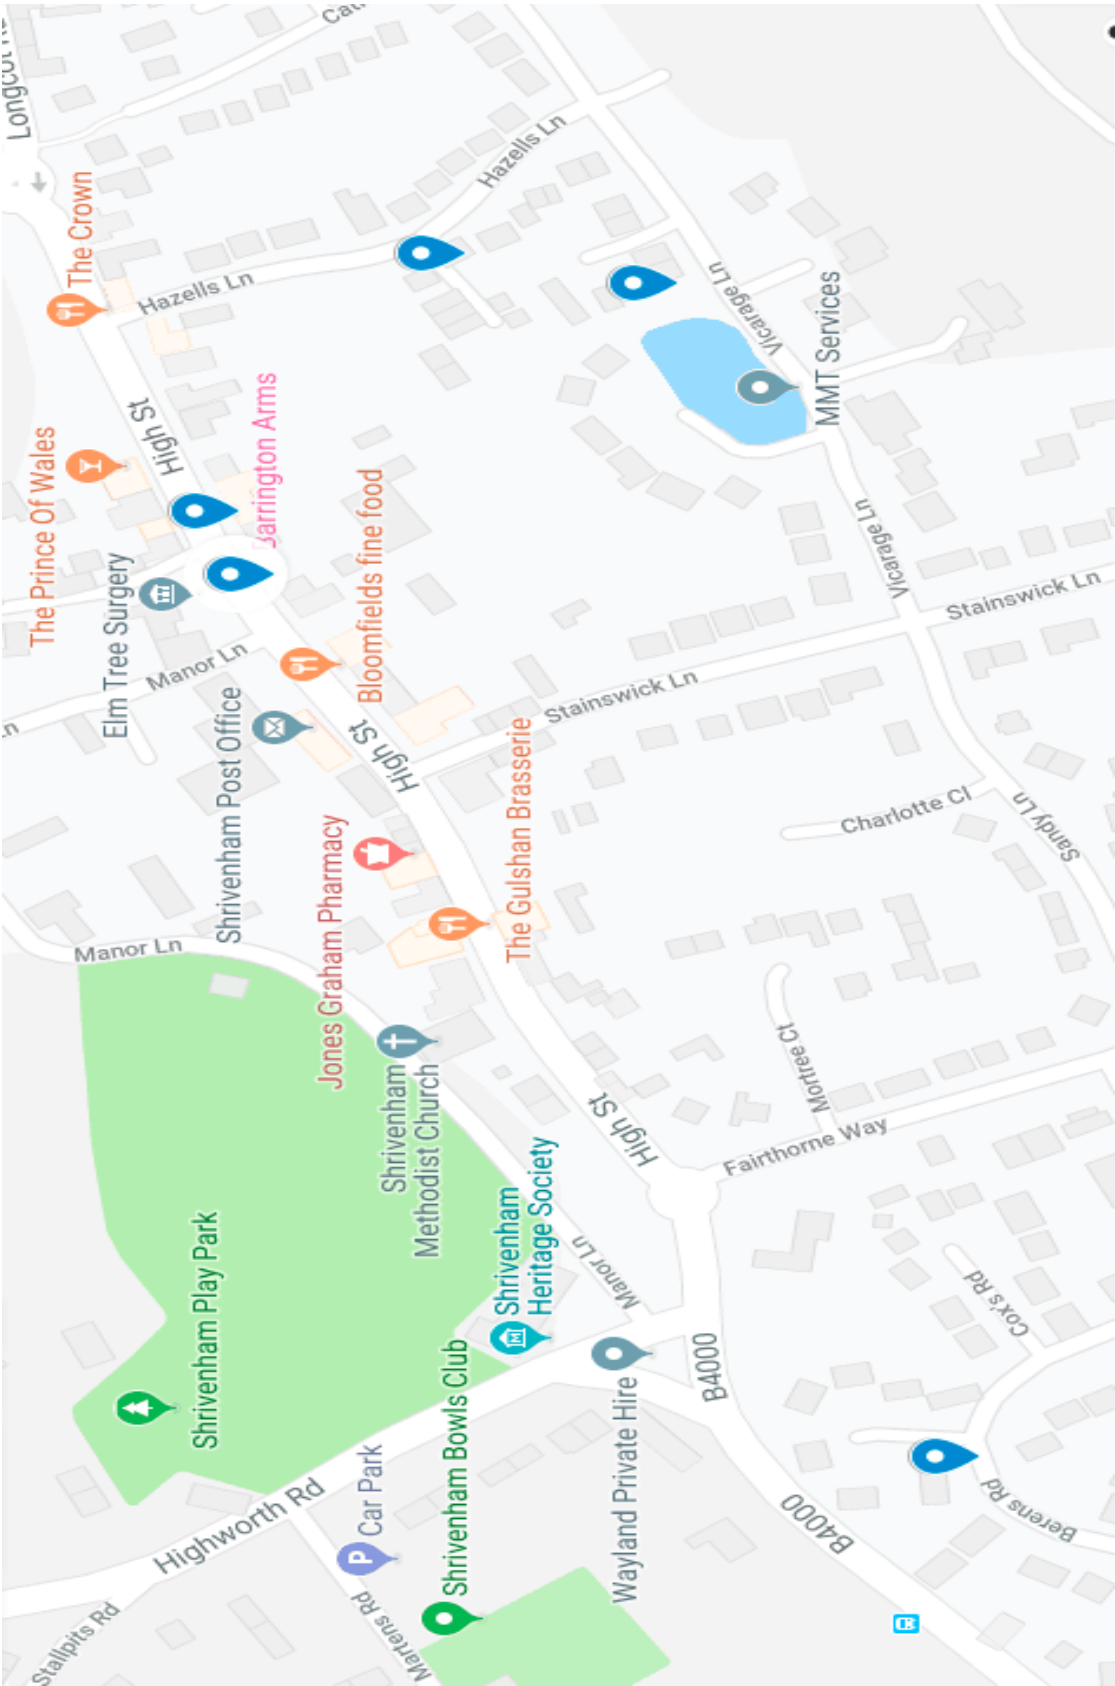 Longcot
The Prince Of Wales
The Crown
Stallpits Rd
Elm Tree Surgery
Manor Ln
High St
Shrivenham Play Park
Manor Ln
Hazells Ln
Highworth Rd
Shrivenham Post Office
Barrington Arms
Jones Graham Pharmacy
Car Park
P
Bloomfields fine food
Martens Rd
High St
Shrivenham
Methodist Church
Shrivenham Bowls Club
Shrivenham
Heritage Society
The Gulshan Brasserie
Hazells Ln
Manor Ln
Wayland Private Hire
High St
Stainswick Ln
B4000
Vicarage Ln
MMT Services
Fairthorne Way
Mortree Ct
B4000
Charlotte Cl
Vicarage Ln
Cox's Rd
Stainswick Ln
Berens Rd
Sandy Ln